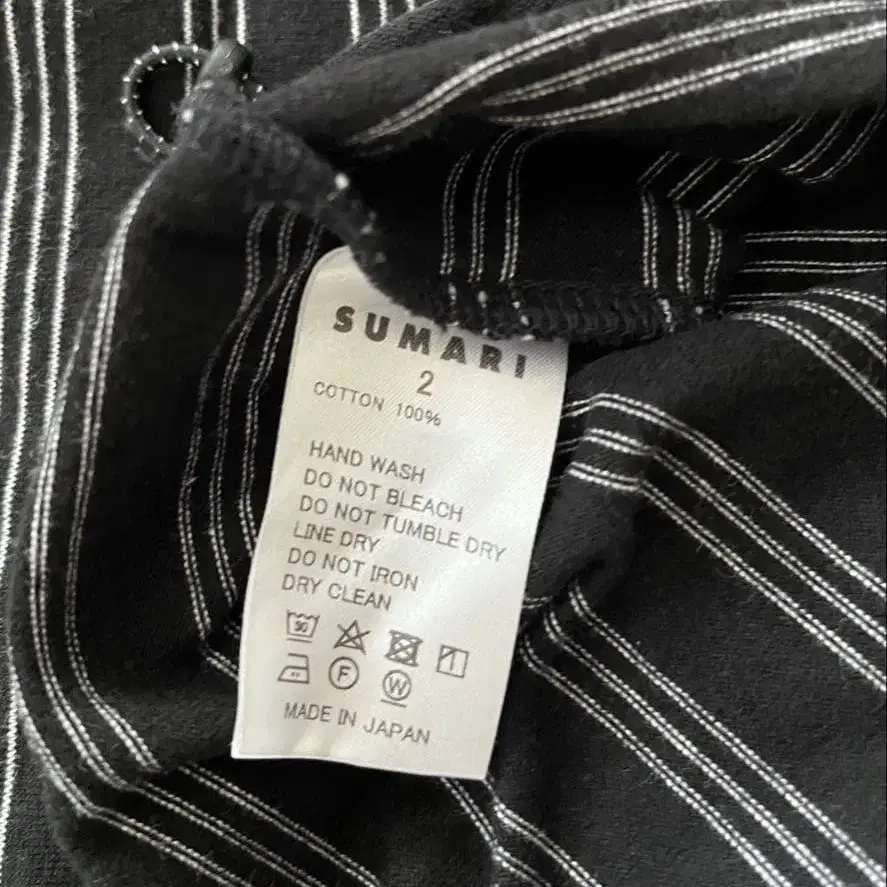 SUMARI
2
COTTON 100%
HAND WASH
DO NOT BLEACH
DO NOT TUMBLE DRY
LINE DRY
DO NOT IRON
DRY CLEAN
30
F
W
MADE IN JAPAN